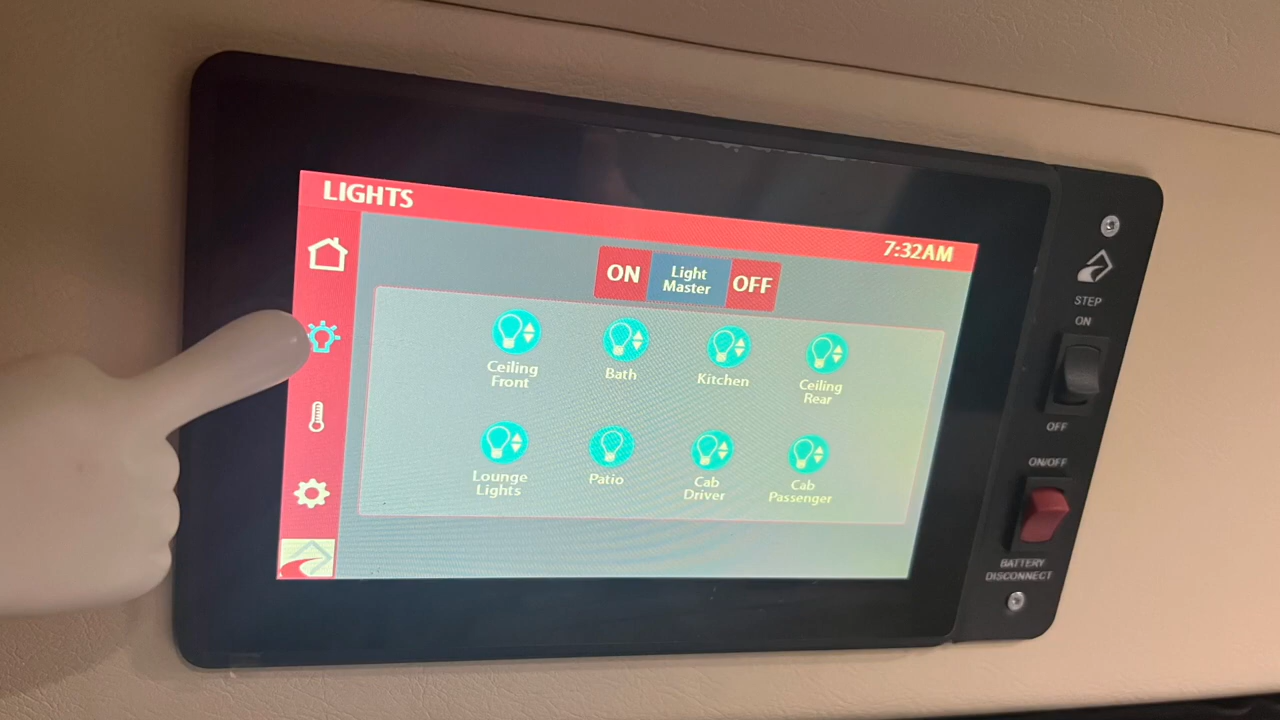 LIGHTS
7:32AM
ON
Light
Master
OFF
Ceiling
Front
Bath
Kitchen
Ceiling
Rear
Lounge
Lights
Patio
Cab
Driver
Cab
Passenger
STEP
ON
OFF
ON/OFF
BATTERY
DISCONNECT